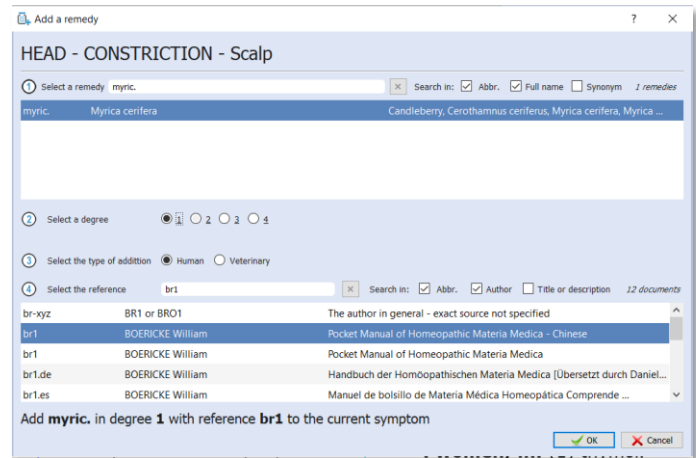 Add a remedy ? ×
HEAD - CONSTRICTION - Scalp
1 Select a remedy myric. × Search in: Abbr. Full name Synonym 1 remedies
myric. Myrica cerifera Candleberry, Cerothamnus ceriferus, Myrica cerifera, Myrica ...
2 Select a degree 1 2 3 4
3 Select the type of addittion Human Veterinary
4 Select the reference br1 × Search in: Abbr. Author Title or description 12 documents
br-xyz BR1 or BRO1 The author in general - exact source not specified
br1 BOERICKE William Pocket Manual of Homeopathic Materia Medica - Chinese
br1 BOERICKE William Pocket Manual of Homeopathic Materia Medica
br1.de BOERICKE William Handbuch der Homöopathischen Materia Medica [Übersetzt durch Daniel...
br1.es BOERICKE William Manuel de bolsillo de Materia Médica Homeopática Comprende ...
Add myric. in degree 1 with reference br1 to the current symptom
OK Cancel